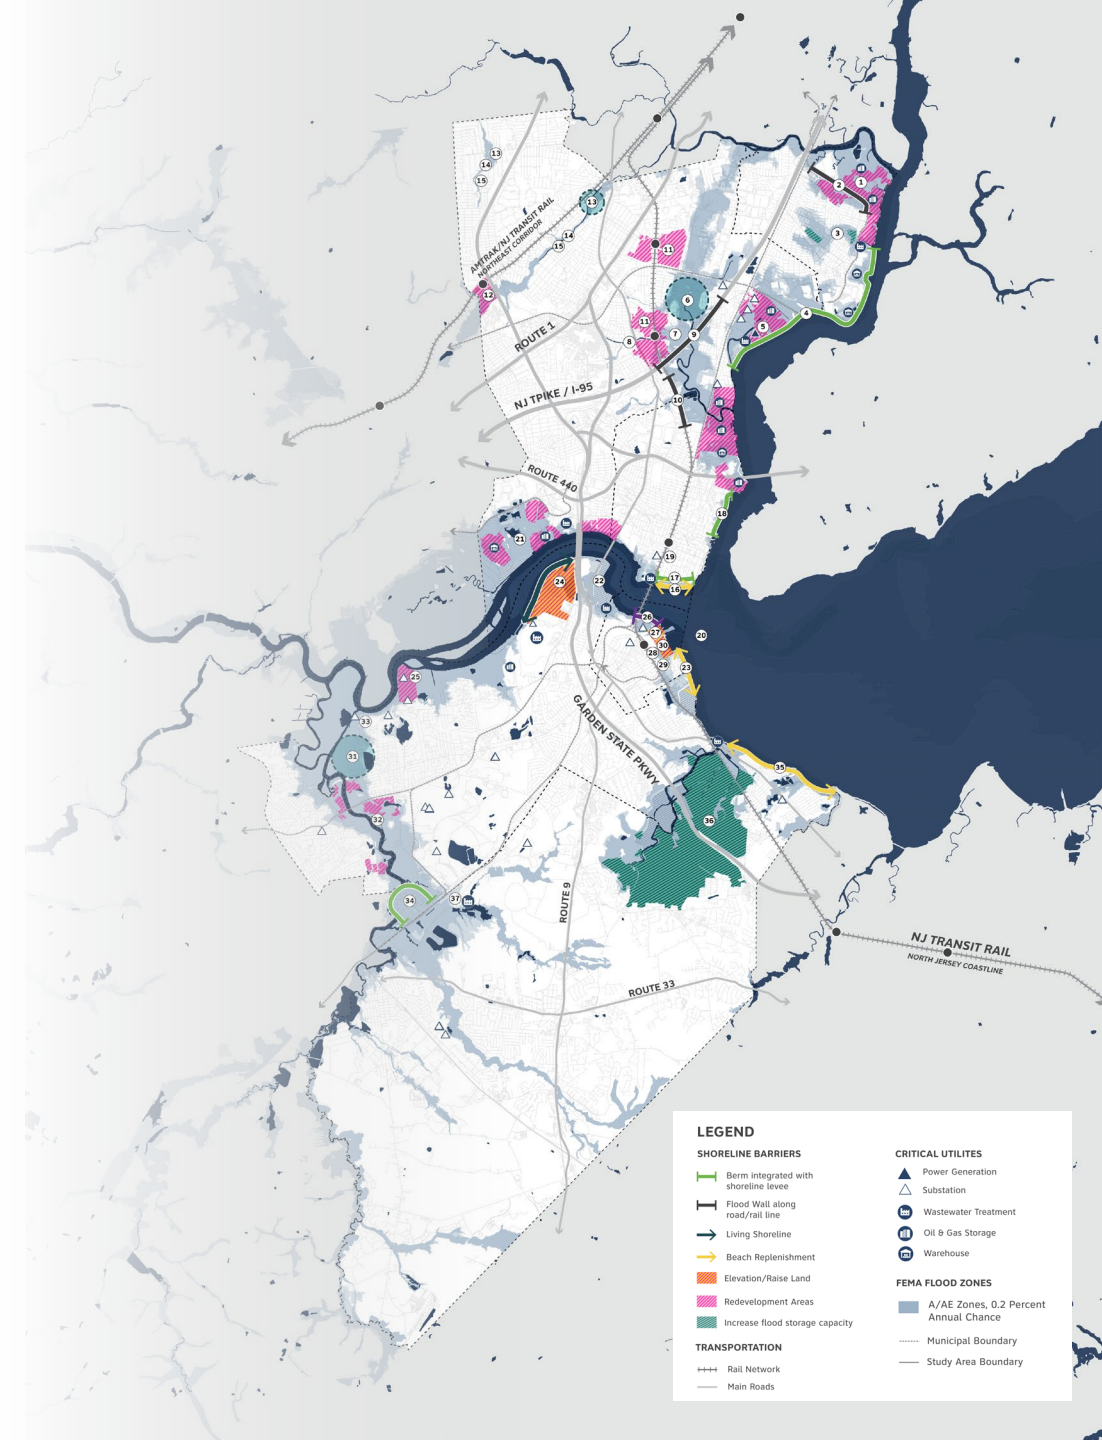 13
14
15
AMTRAK/NJ TRANSIT RAIL
NORTHEAST CORRIDOR
13
14
15
12
11
6
11
7
8
9
10
1
2
3
4
5
ROUTE 1
NJ TPIKE / I-95
ROUTE 440
18
19
17
16
20
21
22
24
26
27
30
28
29
23
25
33
31
32
34
37
35
36
GARDEN STATE PKWY
ROUTE 9
ROUTE 33
NJ TRANSIT RAIL
NORTH JERSEY COASTLINE
LEGEND
SHORELINE BARRIERS
Berm integrated with
shoreline levee
Flood Wall along
road/rail line
Living Shoreline
Beach Replenishment
Elevation/Raise Land
Redevelopment Areas
Increase flood storage capacity
TRANSPORTATION
Rail Network
Main Roads
CRITICAL UTILITES
Power Generation
Substation
Wastewater Treatment
Oil & Gas Storage
Warehouse
FEMA FLOOD ZONES
A/AE Zones, 0.2 Percent
Annual Chance
Municipal Boundary
Study Area Boundary